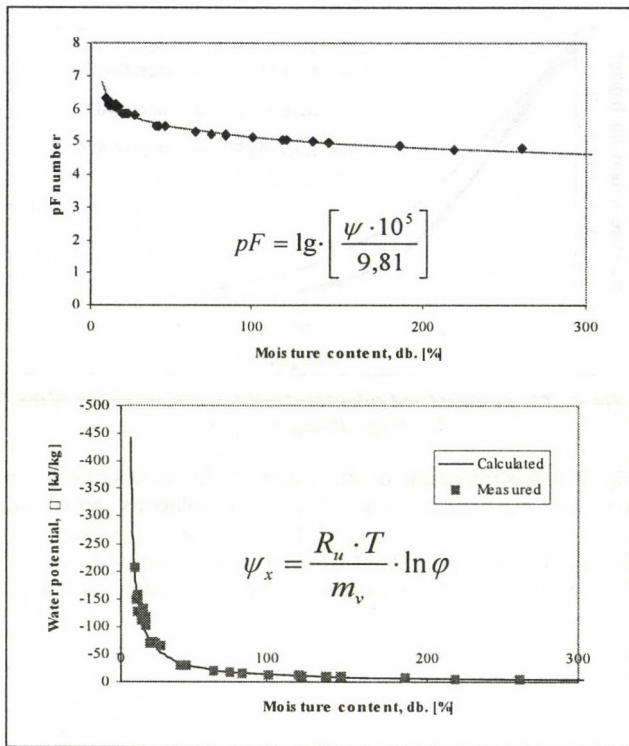 8
7
6
5
4
3
2
1
0
pF number
pF = lg·[ψ·10⁵ / 9,81]
0 100 200 300
Moisture content, db. [%]
-500
-450
-400
-350
-300
-250
-200
-150
-100
-50
0
Water potential, □ [kJ/kg]
Calculated
Measured
ψₓ = (Rᵤ·T / mᵥ)·ln φ
0 100 200 300
Moisture content, db. [%]